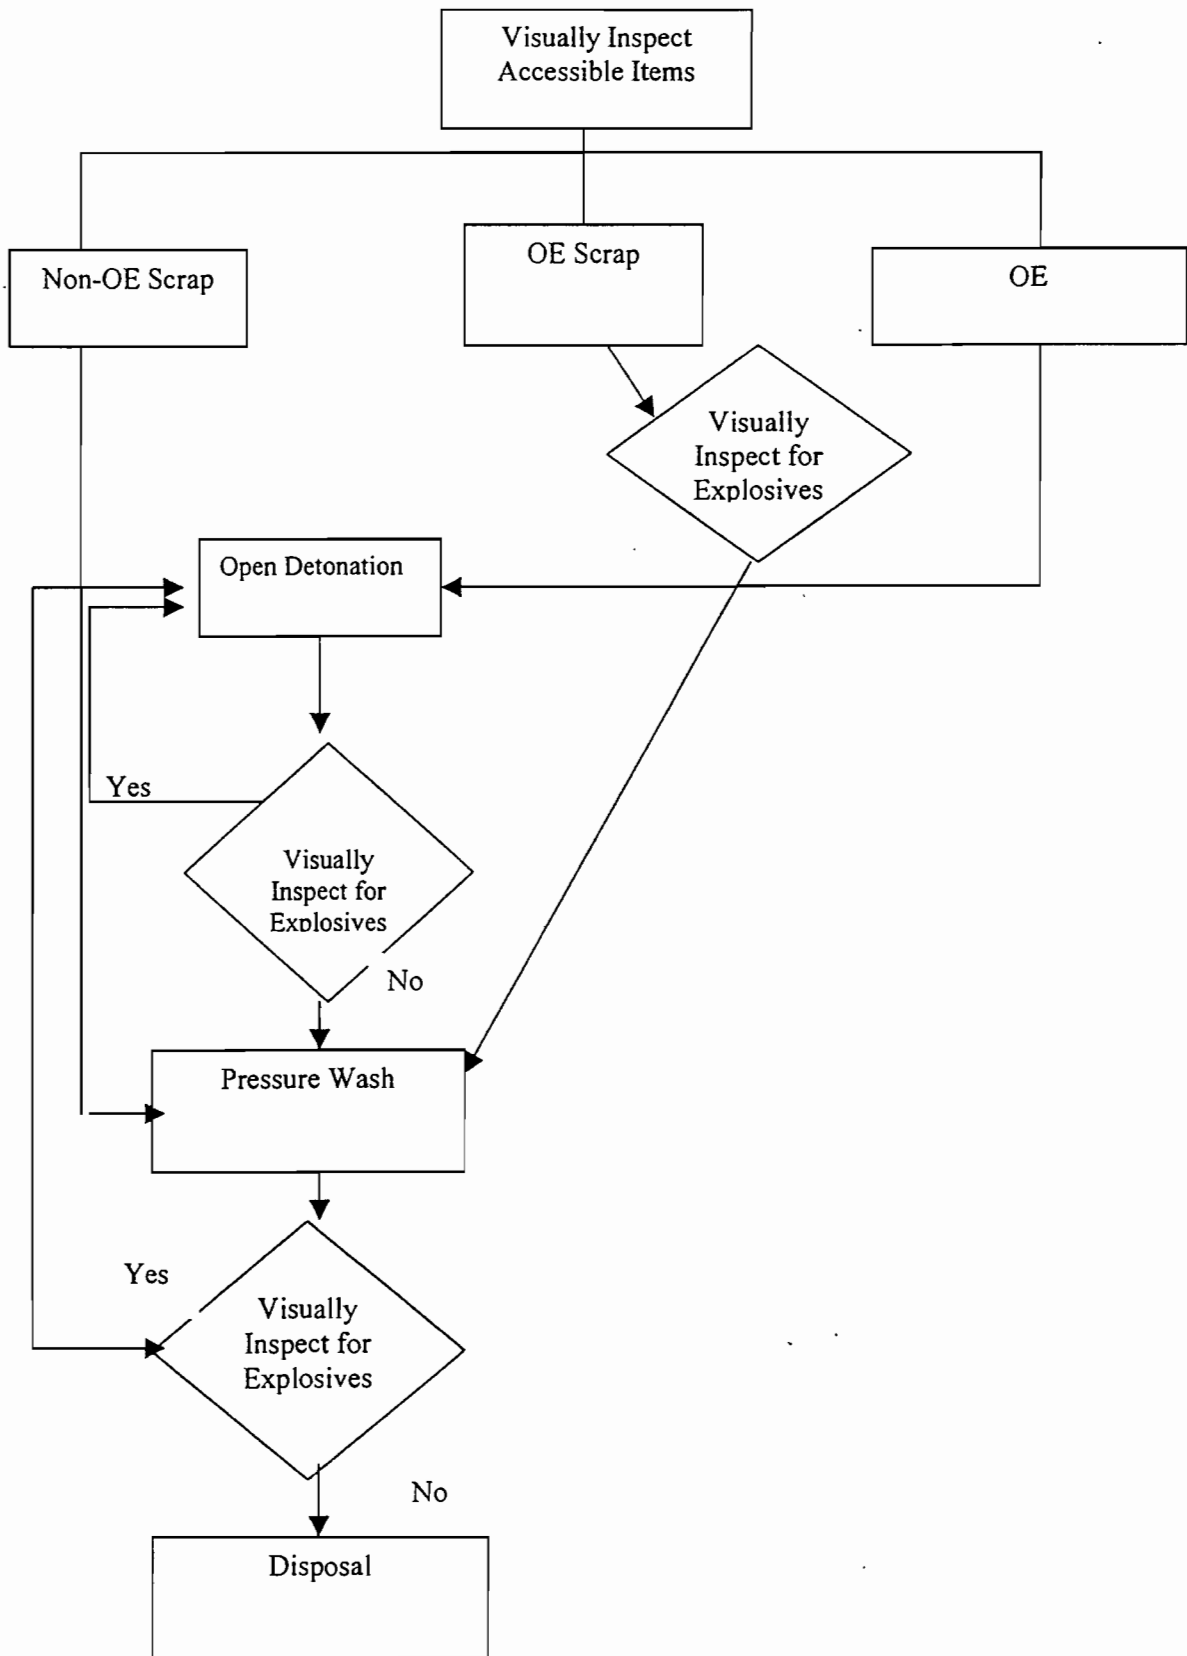 Visually Inspect
Accessible Items
Non-OE Scrap
OE Scrap
OE
Visually
Inspect for
Explosives
Open Detonation
Yes
Visually
Inspect for
Explosives
No
Pressure Wash
Yes
Visually
Inspect for
Explosives
No
Disposal